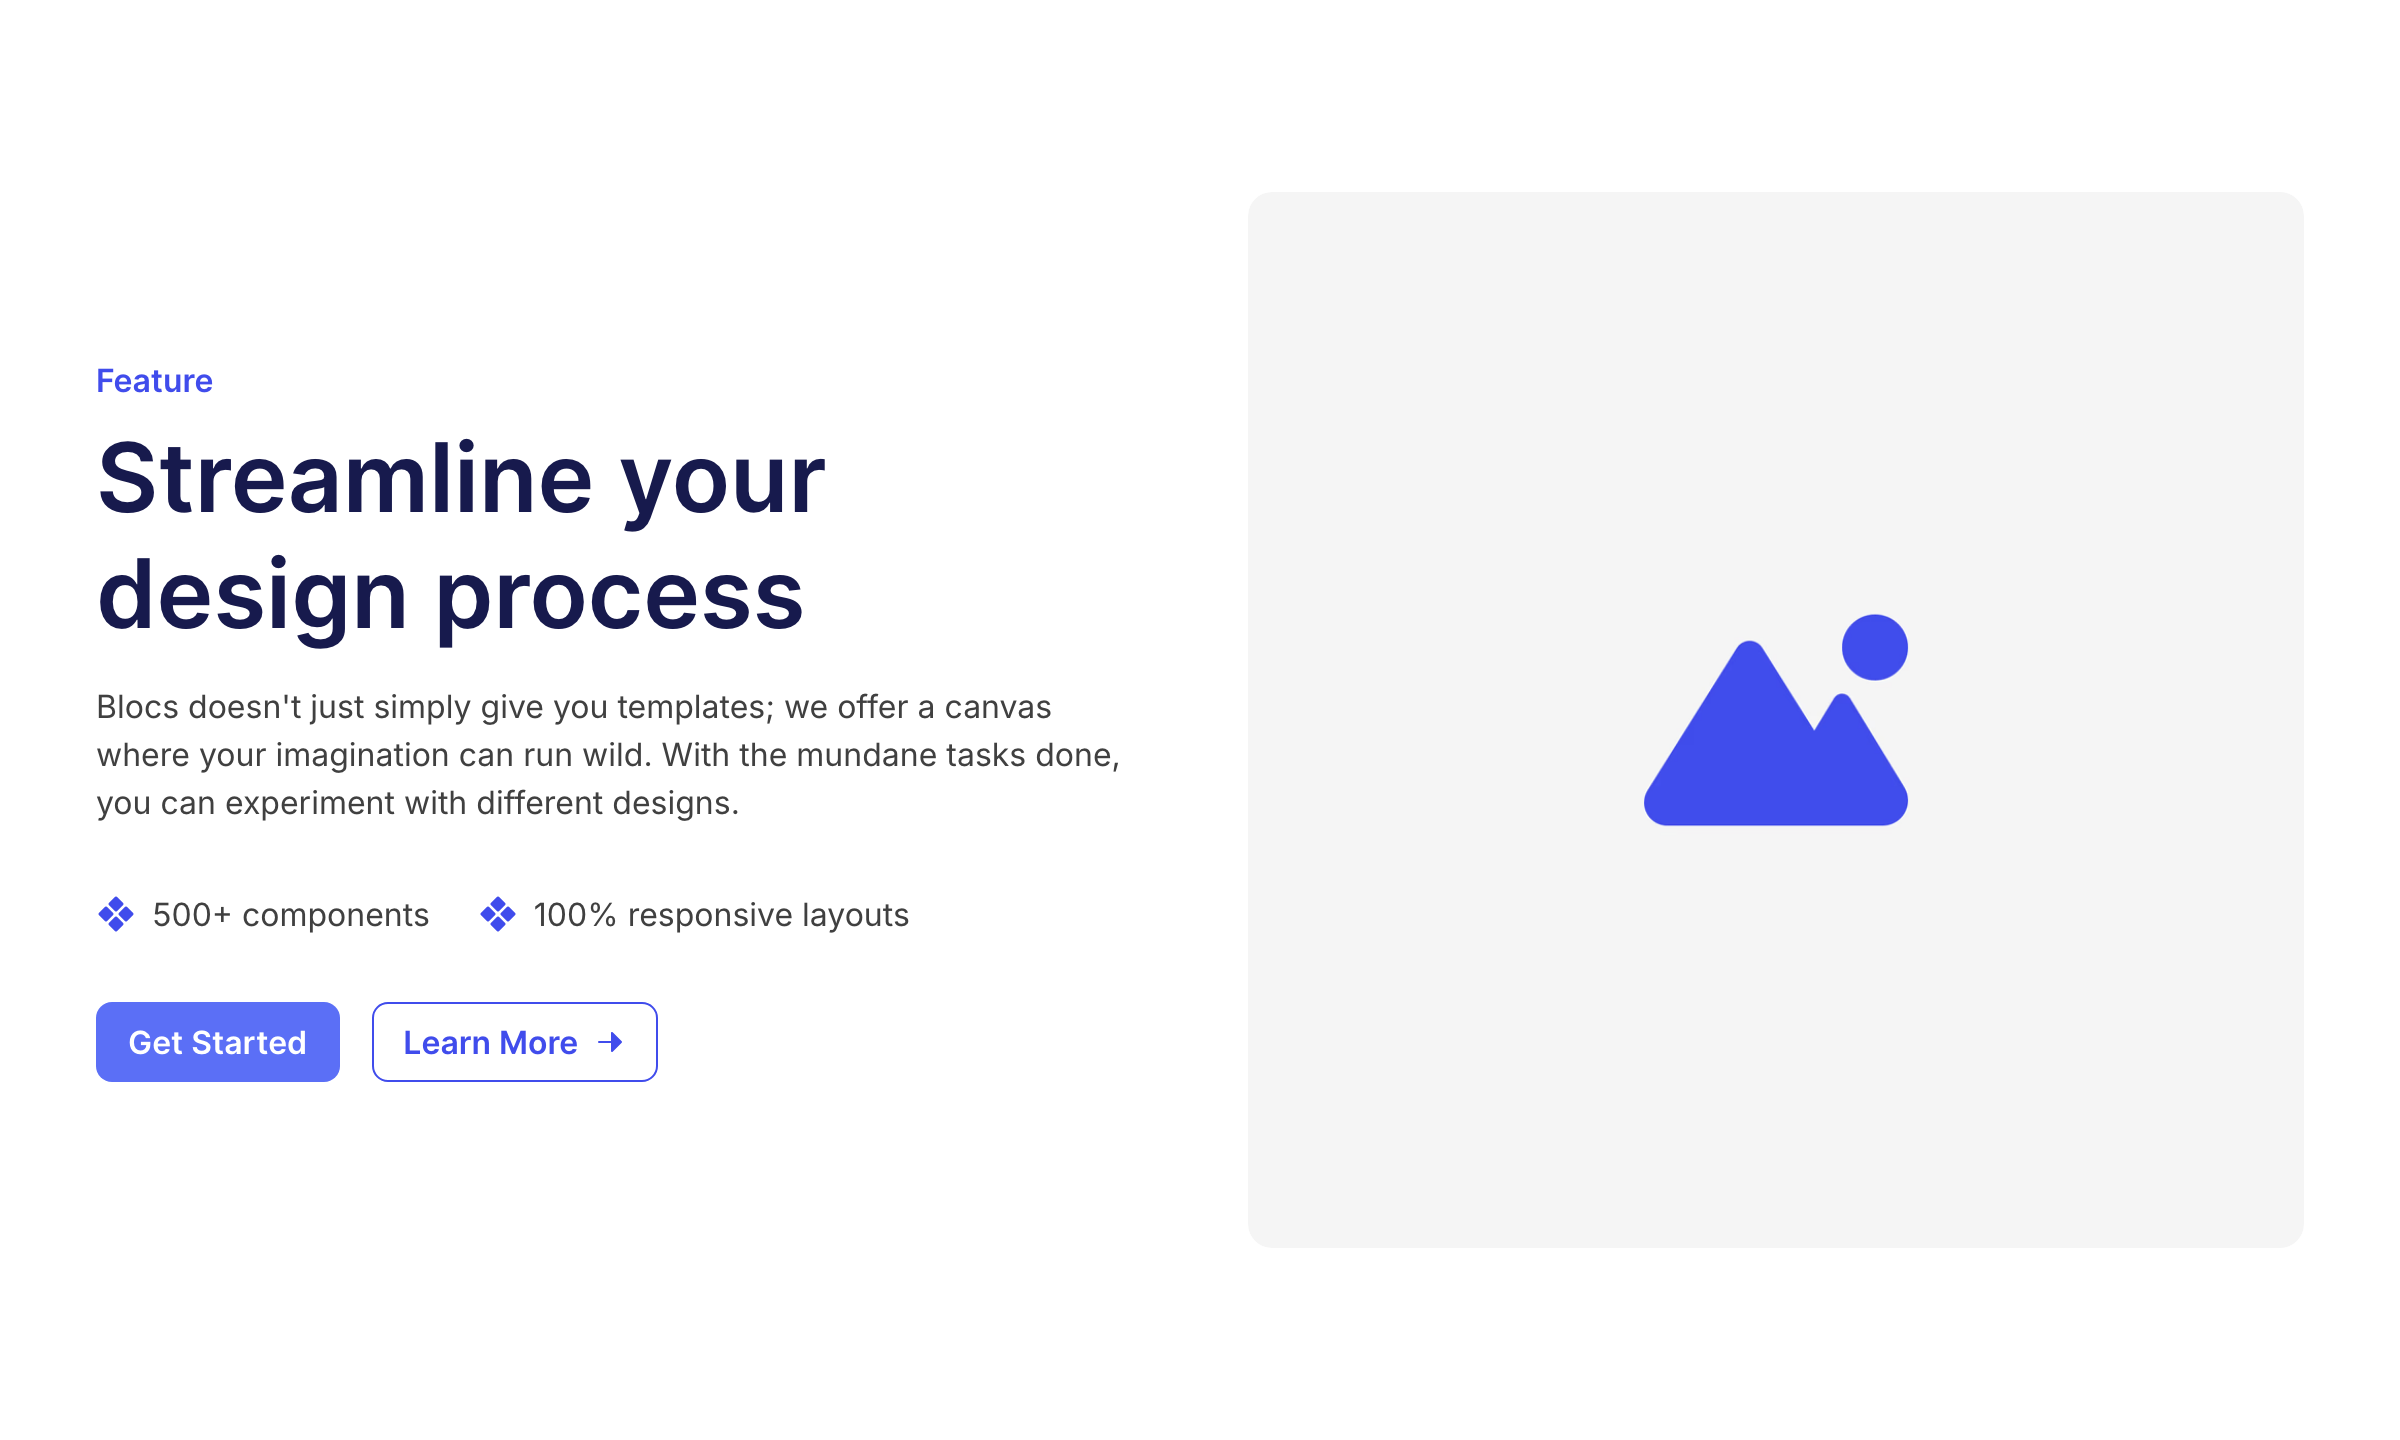 Feature
Streamline your
design process
Blocs doesn't just simply give you templates; we offer a canvas
where your imagination can run wild. With the mundane tasks done,
you can experiment with different designs.
500+ components
100% responsive layouts
Get Started
Learn More